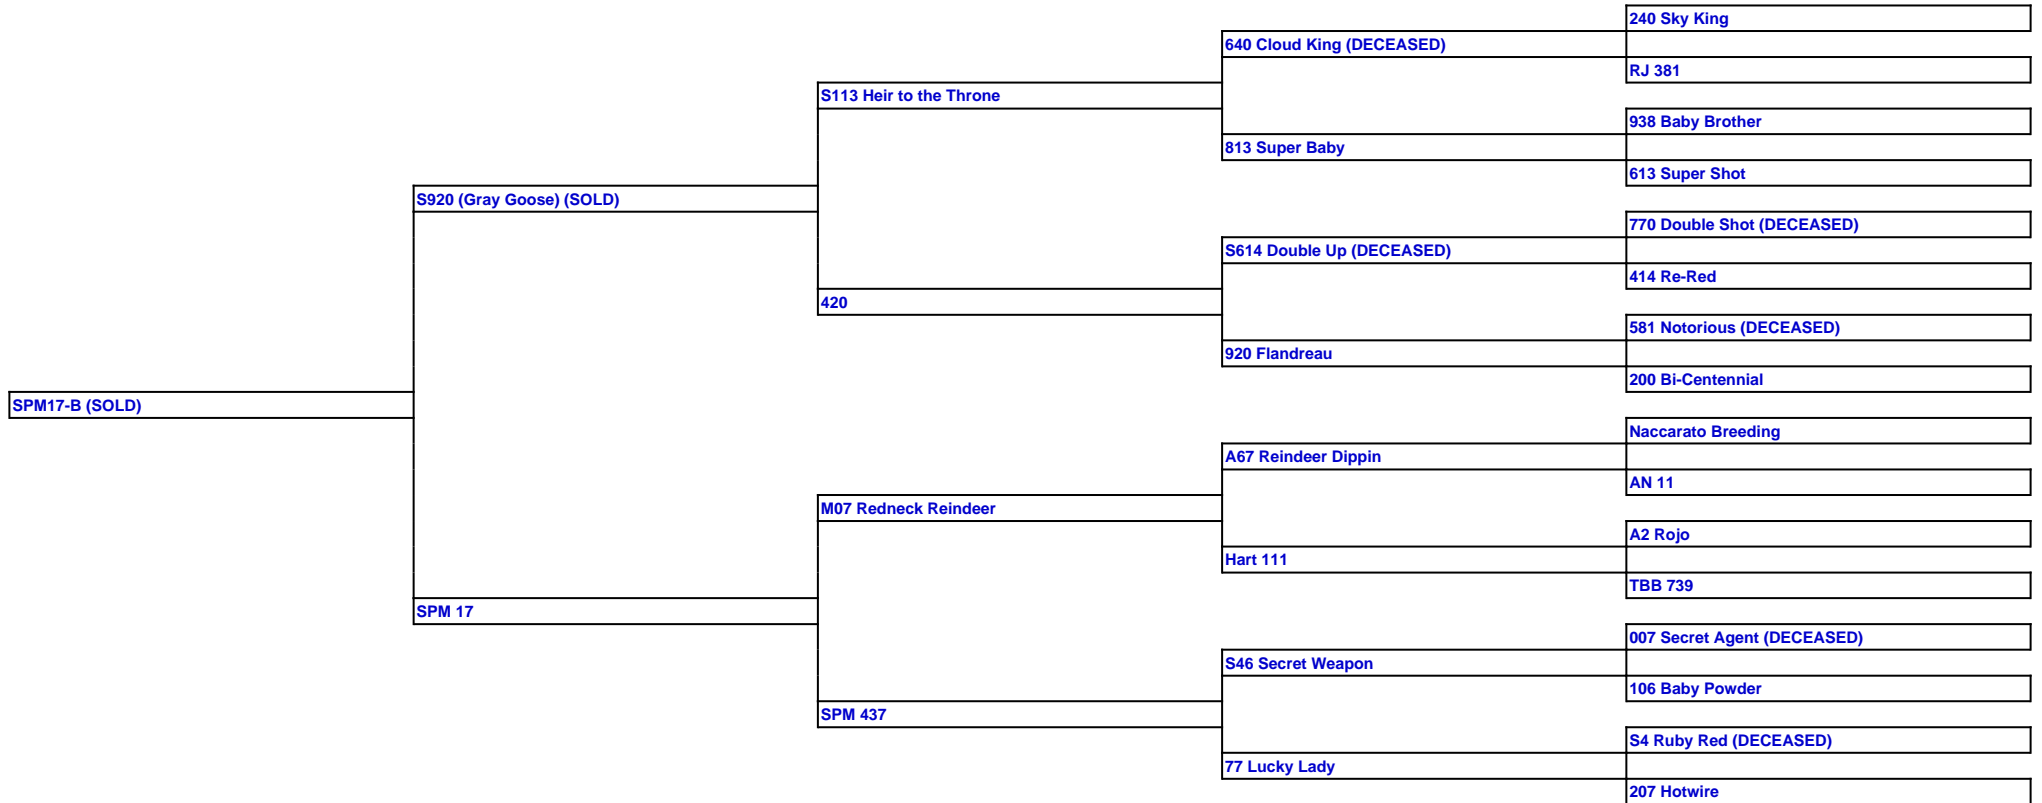 240 Sky King
640 Cloud King (DECEASED)
RJ 381
S113 Heir to the Throne
938 Baby Brother
813 Super Baby
613 Super Shot
S920 (Gray Goose) (SOLD)
770 Double Shot (DECEASED)
S614 Double Up (DECEASED)
414 Re-Red
420
581 Notorious (DECEASED)
920 Flandreau
200 Bi-Centennial
SPM17-B (SOLD)
Naccarato Breeding
A67 Reindeer Dippin
AN 11
M07 Redneck Reindeer
A2 Rojo
Hart 111
TBB 739
SPM 17
007 Secret Agent (DECEASED)
S46 Secret Weapon
106 Baby Powder
SPM 437
S4 Ruby Red (DECEASED)
77 Lucky Lady
207 Hotwire